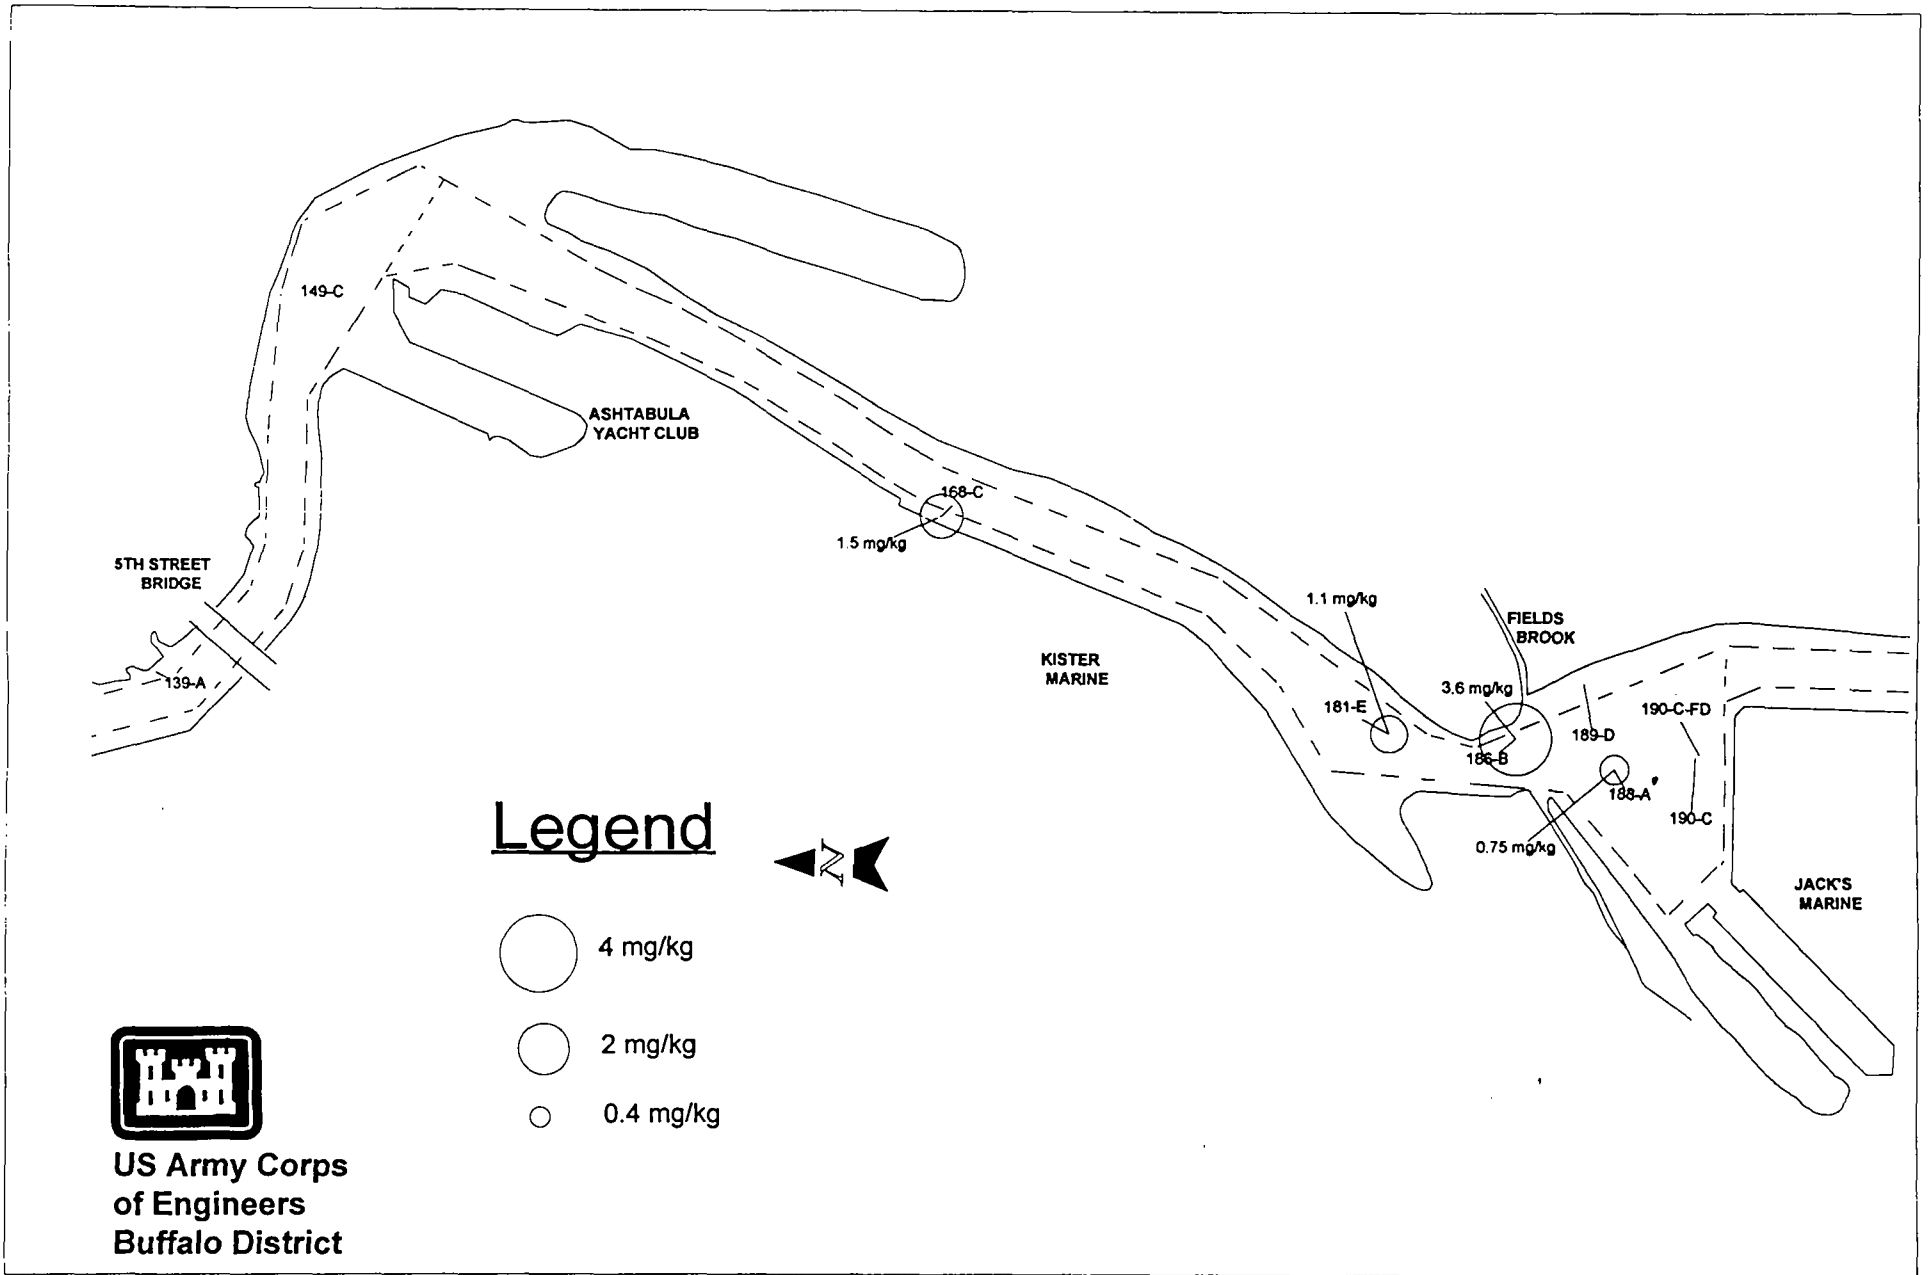 149-C
ASHTABULA
YACHT CLUB
168-C
1.5 mg/kg
5TH STREET
BRIDGE
139-A
KISTER
MARINE
1.1 mg/kg
181-E
FIELDS
BROOK
3.6 mg/kg
186-B
189-D
190-C-FD
188-A
190-C
0.75 mg/kg
JACK'S
MARINE
Legend
N
4 mg/kg
2 mg/kg
0.4 mg/kg
US Army Corps
of Engineers
Buffalo District